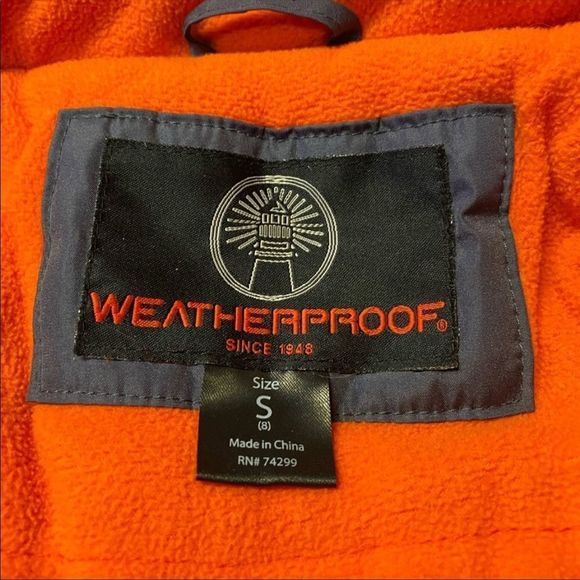 WEATHERPROOF®
SINCE 1948
Size
S
(8)
Made in China
RN# 74299